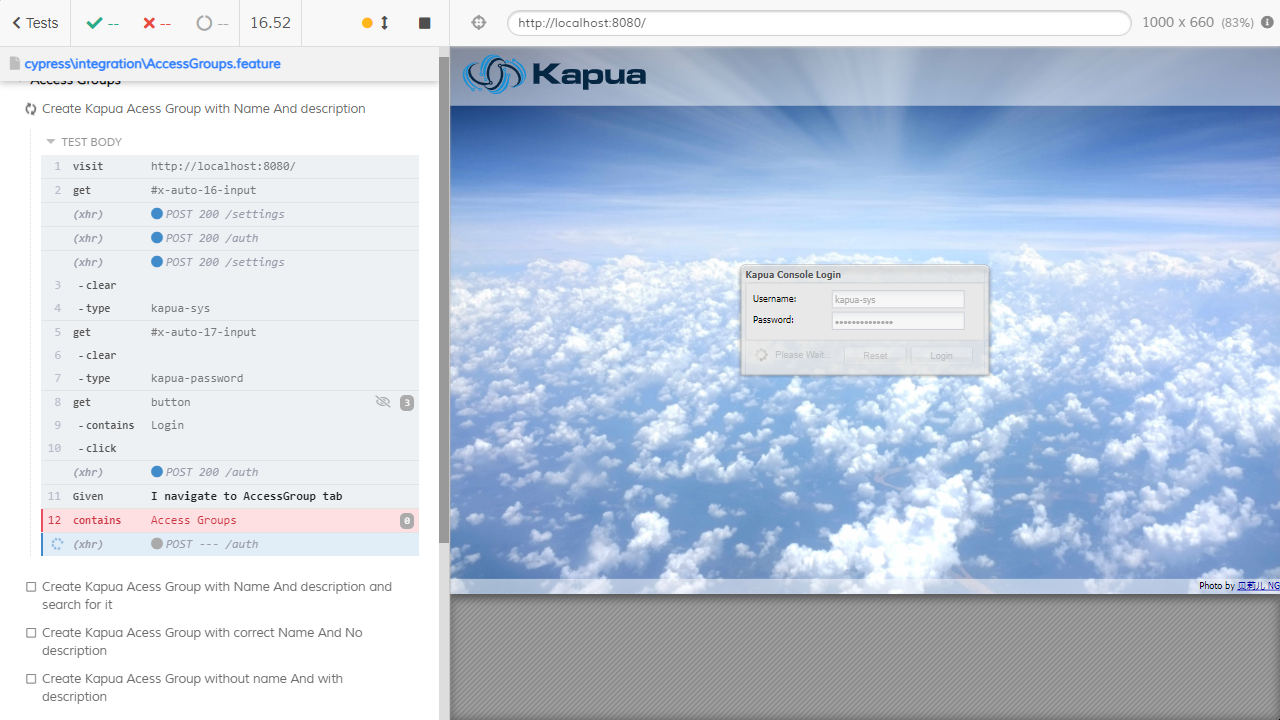 Tests
--
--
--
16.52
http://localhost:8080/
1000 x 660 (83%)
cypress\integration\AccessGroups.feature
Access Groups
Create Kapua Acess Group with Name And description
TEST BODY
1 visit http://localhost:8080/
2 get #x-auto-16-input
(xhr) POST 200 /settings
(xhr) POST 200 /auth
(xhr) POST 200 /settings
3 -clear
4 -type kapua-sys
5 get #x-auto-17-input
6 -clear
7 -type kapua-password
8 get button 3
9 -contains Login
10 -click
(xhr) POST 200 /auth
11 Given I navigate to AccessGroup tab
12 contains Access Groups 0
(xhr) POST --- /auth
Create Kapua Acess Group with Name And description and
search for it
Create Kapua Acess Group with correct Name And No
description
Create Kapua Acess Group without name And with
description
Kapua
Kapua Console Login
Username: kapua-sys
Password:
Please Wait...
Reset
Login
Photo by 贝莉儿 NG